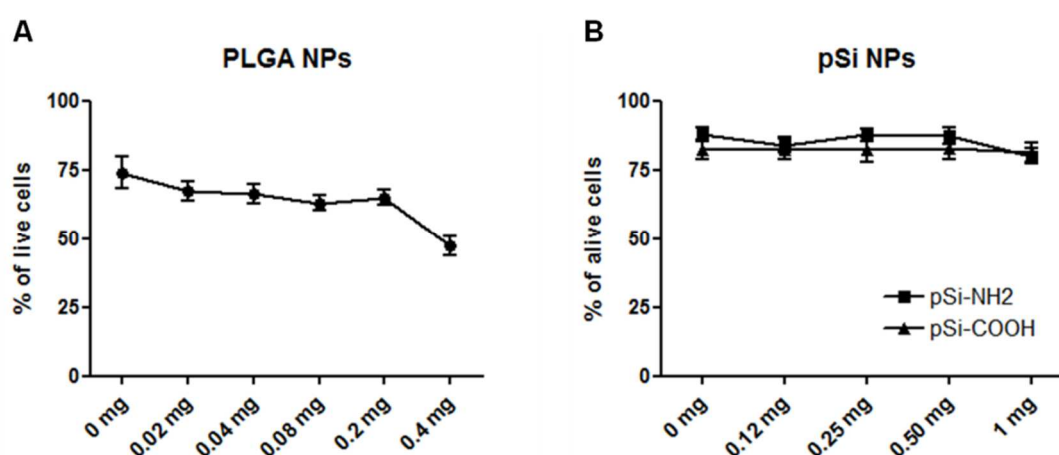 A
PLGA NPs
% of live cells
100
75
50
25
0
0 mg
0.02 mg
0.04 mg
0.08 mg
0.2 mg
0.4 mg
B
pSi NPs
% of alive cells
100
75
50
25
0
pSi-NH2
pSi-COOH
0 mg
0.12 mg
0.25 mg
0.50 mg
1 mg